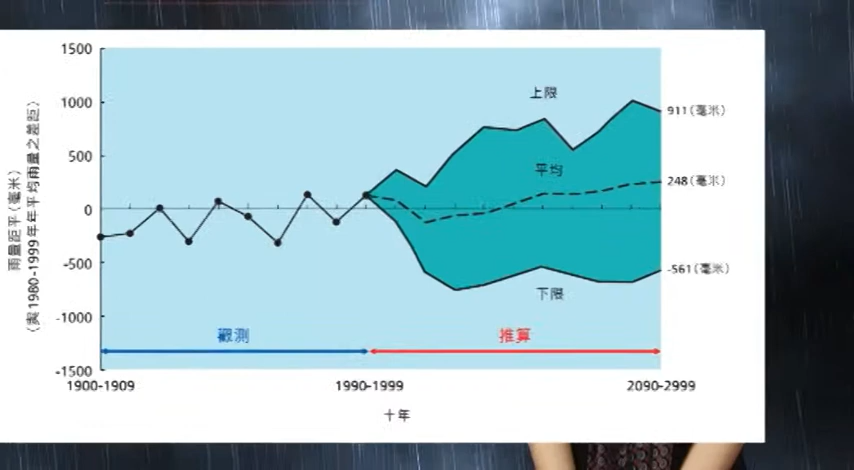 雨量距平 (毫米)
(與1980-1999年年平均雨量之差距)
1500
1000
500
0
-500
-1000
-1500
上限
平均
下限
911 (毫米)
248 (毫米)
-561 (毫米)
觀測
推算
1900-1909
1990-1999
2090-2999
十年